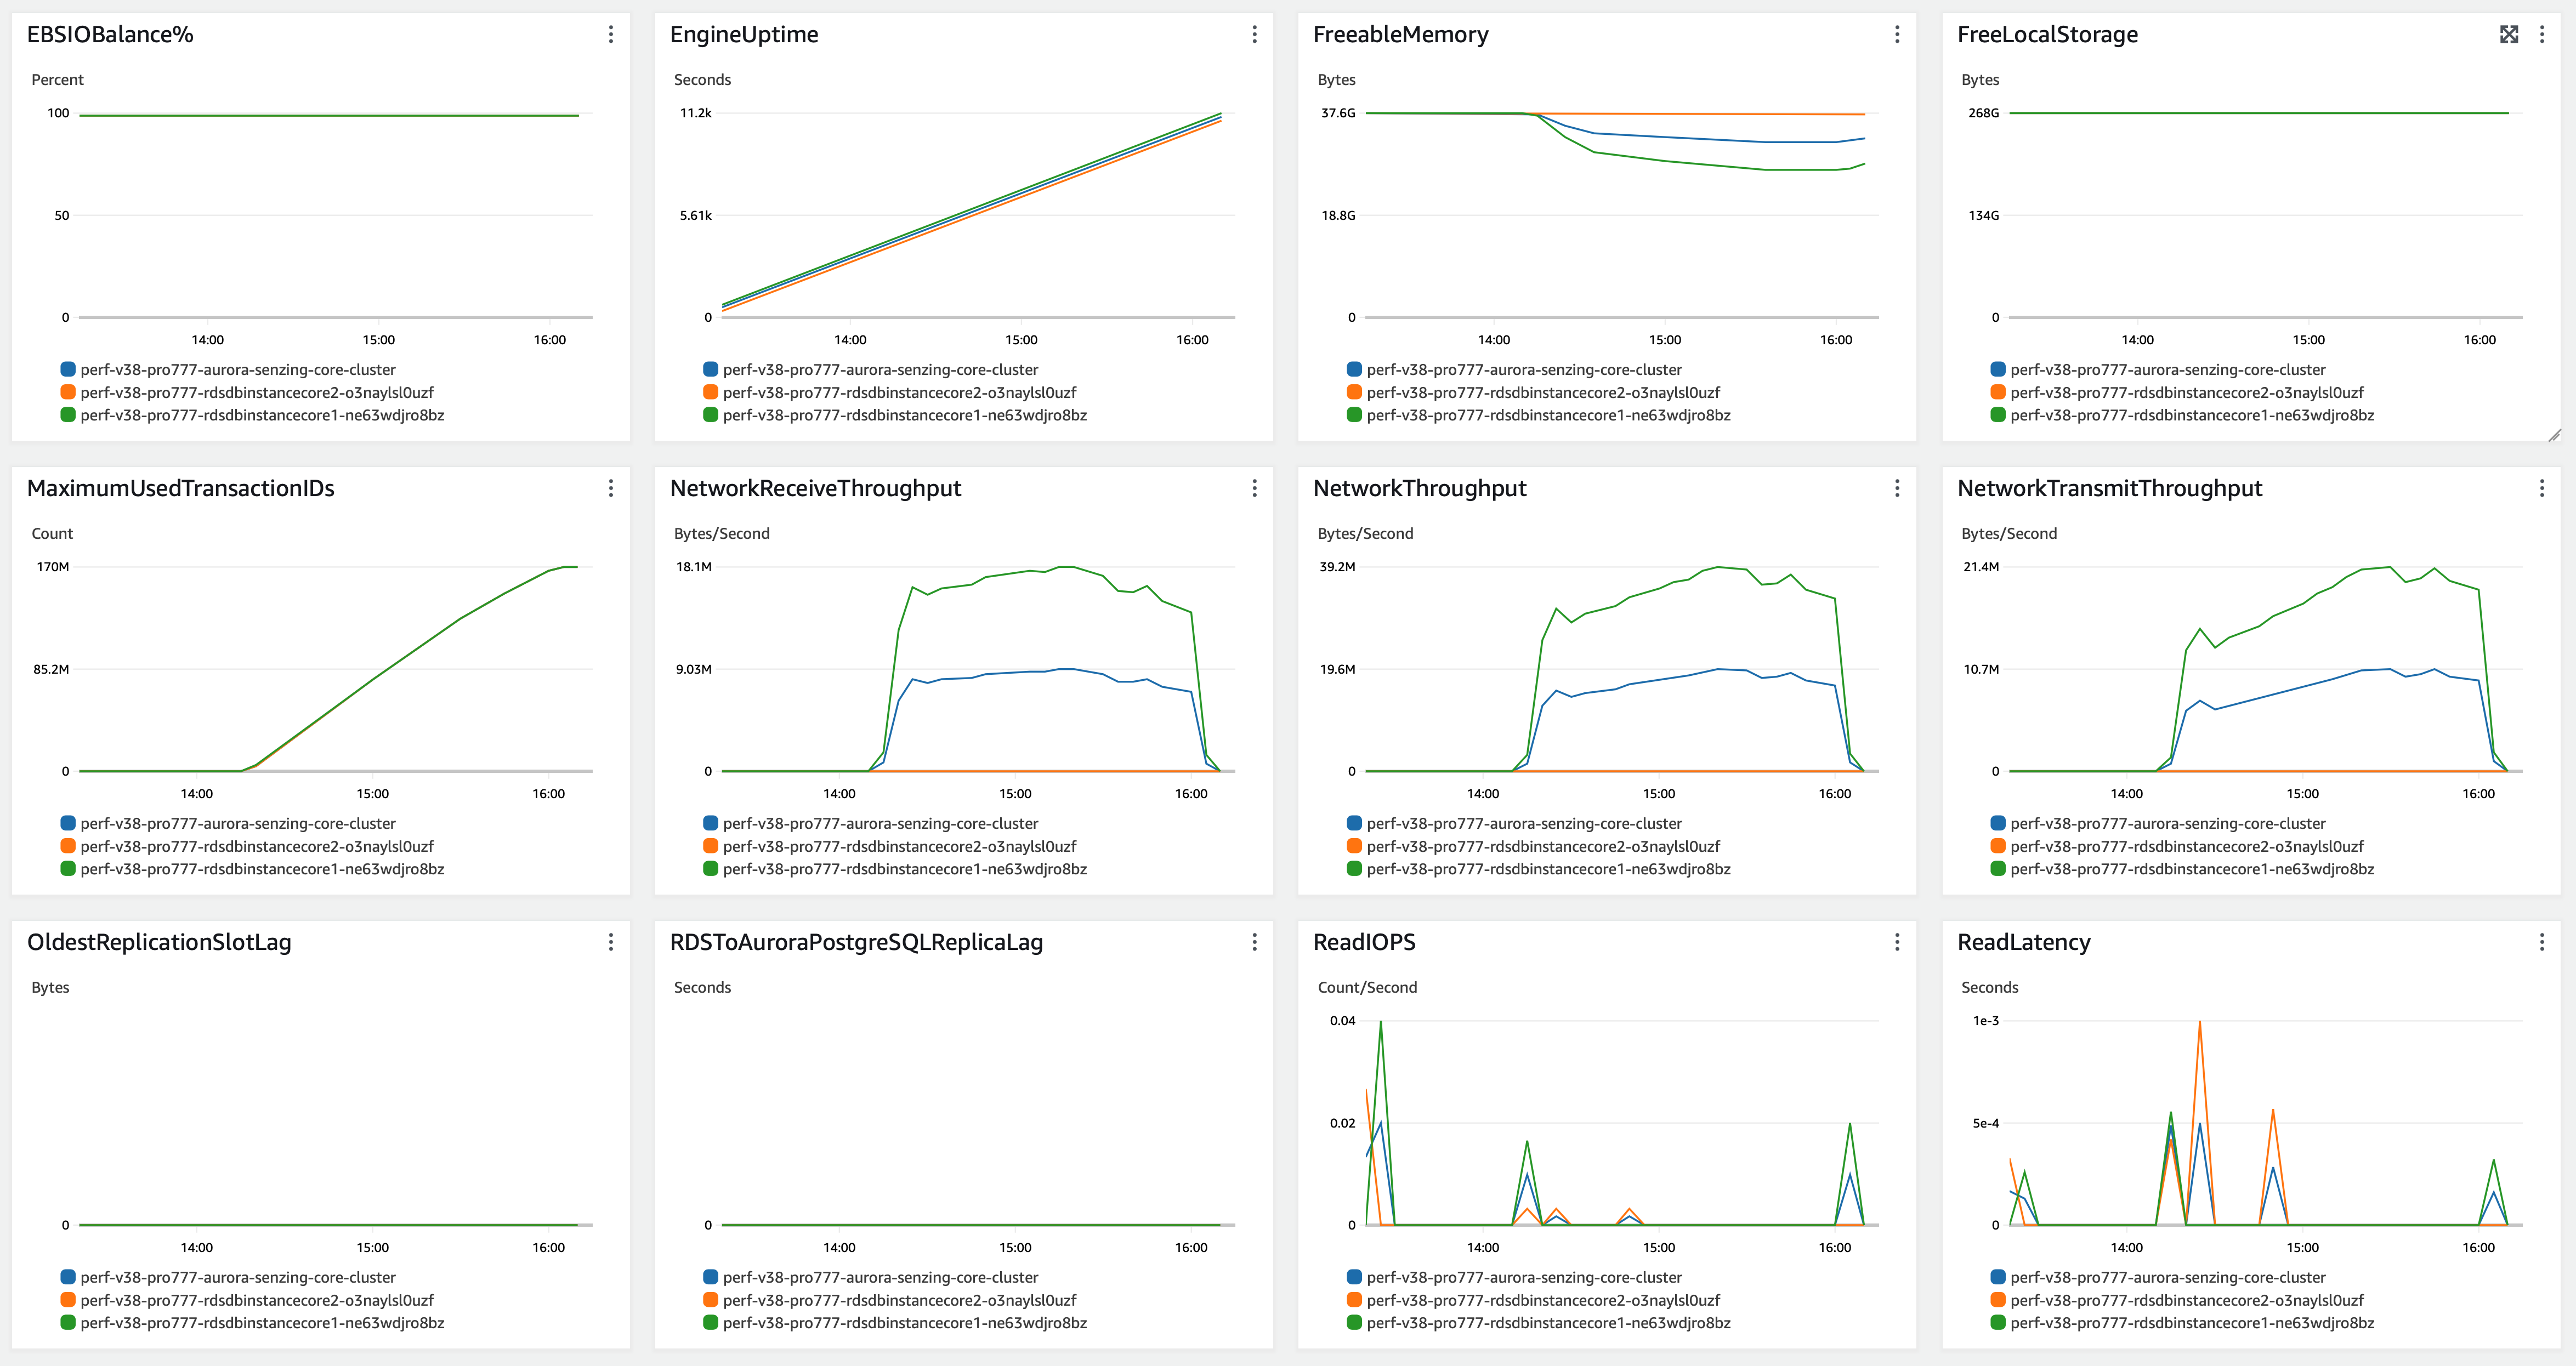 EBSIOBalance%
Percent
100
50
0
14:00 15:00 16:00
perf-v38-pro777-aurora-senzing-core-cluster
perf-v38-pro777-rdsdbinstancecore2-o3naylsl0uzf
perf-v38-pro777-rdsdbinstancecore1-ne63wdjro8bz
EngineUptime
Seconds
11.2k
5.61k
0
14:00 15:00 16:00
perf-v38-pro777-aurora-senzing-core-cluster
perf-v38-pro777-rdsdbinstancecore2-o3naylsl0uzf
perf-v38-pro777-rdsdbinstancecore1-ne63wdjro8bz
FreeableMemory
Bytes
37.6G
18.8G
0
14:00 15:00 16:00
perf-v38-pro777-aurora-senzing-core-cluster
perf-v38-pro777-rdsdbinstancecore2-o3naylsl0uzf
perf-v38-pro777-rdsdbinstancecore1-ne63wdjro8bz
FreeLocalStorage
Bytes
268G
134G
0
14:00 15:00 16:00
perf-v38-pro777-aurora-senzing-core-cluster
perf-v38-pro777-rdsdbinstancecore2-o3naylsl0uzf
perf-v38-pro777-rdsdbinstancecore1-ne63wdjro8bz
MaximumUsedTransactionIDs
Count
170M
85.2M
0
14:00 15:00 16:00
perf-v38-pro777-aurora-senzing-core-cluster
perf-v38-pro777-rdsdbinstancecore2-o3naylsl0uzf
perf-v38-pro777-rdsdbinstancecore1-ne63wdjro8bz
NetworkReceiveThroughput
Bytes/Second
18.1M
9.03M
0
14:00 15:00 16:00
perf-v38-pro777-aurora-senzing-core-cluster
perf-v38-pro777-rdsdbinstancecore2-o3naylsl0uzf
perf-v38-pro777-rdsdbinstancecore1-ne63wdjro8bz
NetworkThroughput
Bytes/Second
39.2M
19.6M
0
14:00 15:00 16:00
perf-v38-pro777-aurora-senzing-core-cluster
perf-v38-pro777-rdsdbinstancecore2-o3naylsl0uzf
perf-v38-pro777-rdsdbinstancecore1-ne63wdjro8bz
NetworkTransmitThroughput
Bytes/Second
21.4M
10.7M
0
14:00 15:00 16:00
perf-v38-pro777-aurora-senzing-core-cluster
perf-v38-pro777-rdsdbinstancecore2-o3naylsl0uzf
perf-v38-pro777-rdsdbinstancecore1-ne63wdjro8bz
OldestReplicationSlotLag
Bytes
0
14:00 15:00 16:00
perf-v38-pro777-aurora-senzing-core-cluster
perf-v38-pro777-rdsdbinstancecore2-o3naylsl0uzf
perf-v38-pro777-rdsdbinstancecore1-ne63wdjro8bz
RDSToAuroraPostgreSQLReplicaLag
Seconds
0
14:00 15:00 16:00
perf-v38-pro777-aurora-senzing-core-cluster
perf-v38-pro777-rdsdbinstancecore2-o3naylsl0uzf
perf-v38-pro777-rdsdbinstancecore1-ne63wdjro8bz
ReadIOPS
Count/Second
0.04
0.02
0
14:00 15:00 16:00
perf-v38-pro777-aurora-senzing-core-cluster
perf-v38-pro777-rdsdbinstancecore2-o3naylsl0uzf
perf-v38-pro777-rdsdbinstancecore1-ne63wdjro8bz
ReadLatency
Seconds
1e-3
5e-4
0
14:00 15:00 16:00
perf-v38-pro777-aurora-senzing-core-cluster
perf-v38-pro777-rdsdbinstancecore2-o3naylsl0uzf
perf-v38-pro777-rdsdbinstancecore1-ne63wdjro8bz